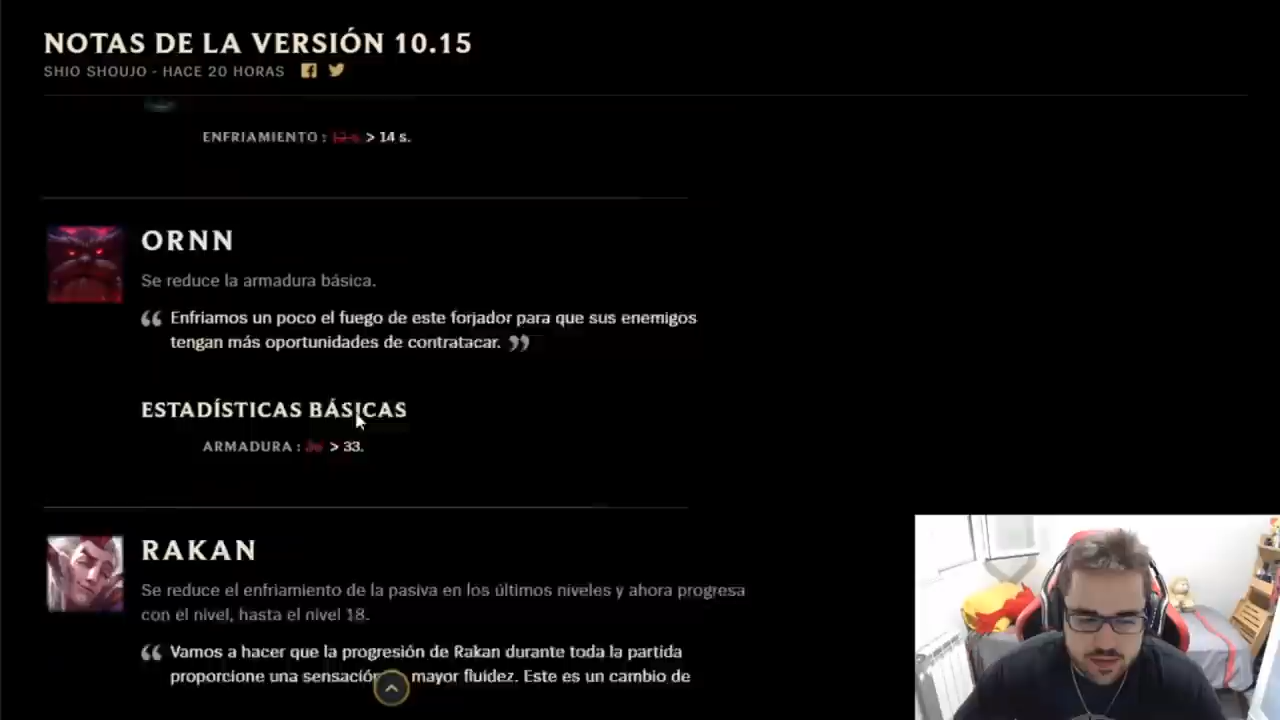 NOTAS DE LA VERSIÓN 10.15
SHIO SHOUJO - HACE 20 HORAS
ENFRIAMIENTO : > 14 s.
ORNN
Se reduce la armadura básica.
“ Enfriamos un poco el fuego de este forjador para que sus enemigos
tengan más oportunidades de contratacar. ”
ESTADÍSTICAS BÁSICAS
ARMADURA : > 33.
RAKAN
Se reduce el enfriamiento de la pasiva en los últimos niveles y ahora progresa
con el nivel, hasta el nivel 18.
“ Vamos a hacer que la progresión de Rakan durante toda la partida
proporcione una sensación mayor fluidez. Este es un cambio de